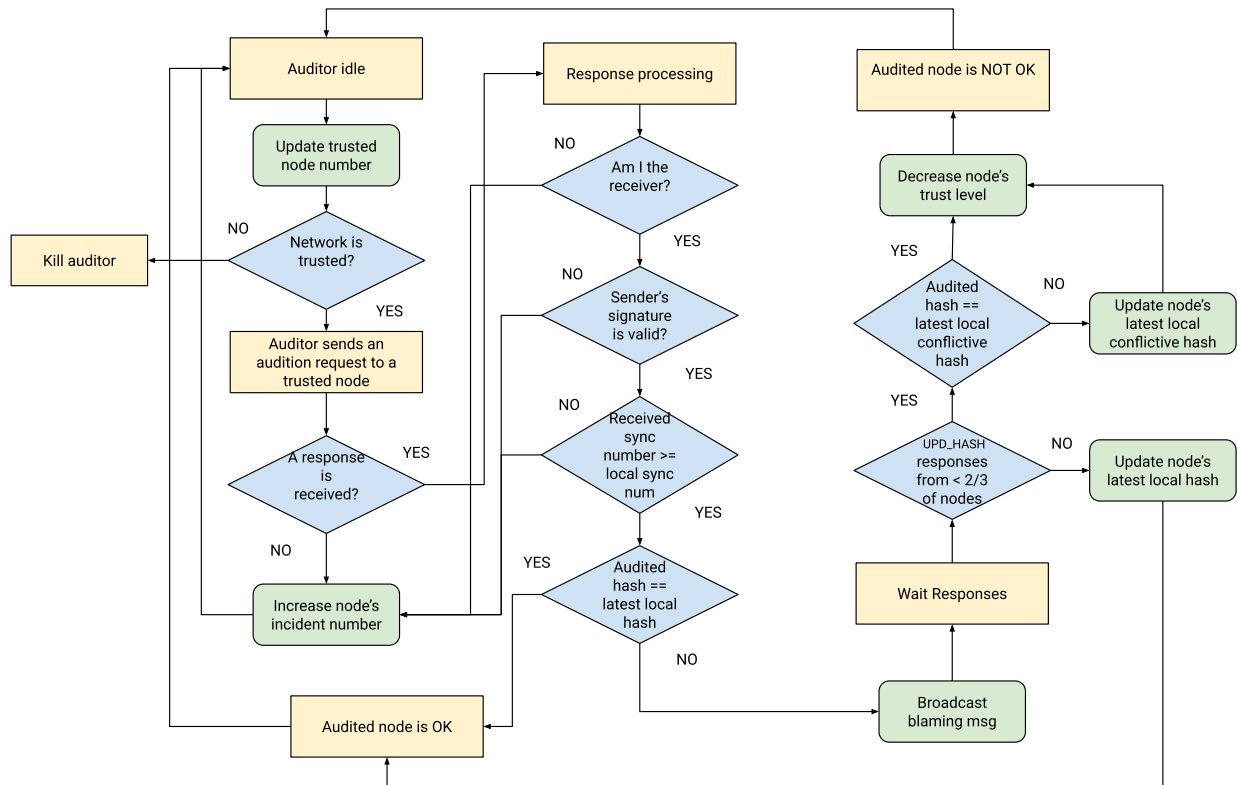 Auditor idle
Update trusted
node number
NO
Network is
trusted?
Kill auditor
YES
Auditor sends an
audition request to a
trusted node
A response
is
received?
YES
NO
Increase node's
incident number
Audited node is OK
Response processing
NO
Am I the
receiver?
YES
NO
Sender's
signature
is valid?
YES
NO
Received
sync
number >=
local sync
num
YES
YES
Audited
hash ==
latest local
hash
NO
Audited node is NOT OK
Decrease node's
trust level
YES
NO
Audited
hash ==
latest local
conflictive
hash
Update node's
latest local
conflictive hash
YES
NO
UPD_HASH
responses
from < 2/3
of nodes
Update node's
latest local hash
Wait Responses
Broadcast
blaming msg